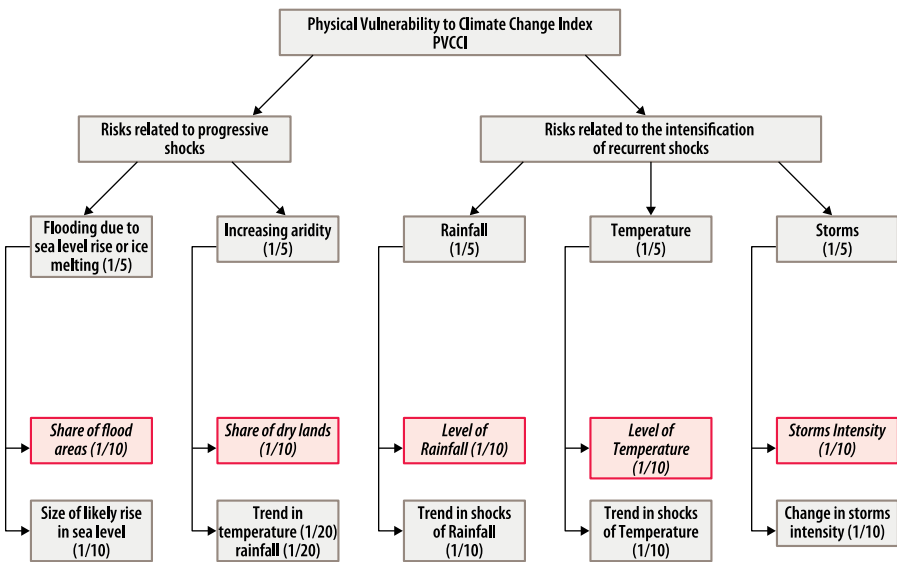 Physical Vulnerability to Climate Change Index
PVCCI
Risks related to progressive
shocks
Risks related to the intensification
of recurrent shocks
Flooding due to
sea level rise or ice
melting (1/5)
Increasing aridity
(1/5)
Rainfall
(1/5)
Temperature
(1/5)
Storms
(1/5)
Share of flood
areas (1/10)
Share of dry lands
(1/10)
Level of
Rainfall (1/10)
Level of
Temperature
(1/10)
Storms Intensity
(1/10)
Size of likely rise
in sea level
(1/10)
Trend in
temperature (1/20)
rainfall (1/20)
Trend in shocks
of Rainfall
(1/10)
Trend in shocks
of Temperature
(1/10)
Change in storms
intensity (1/10)